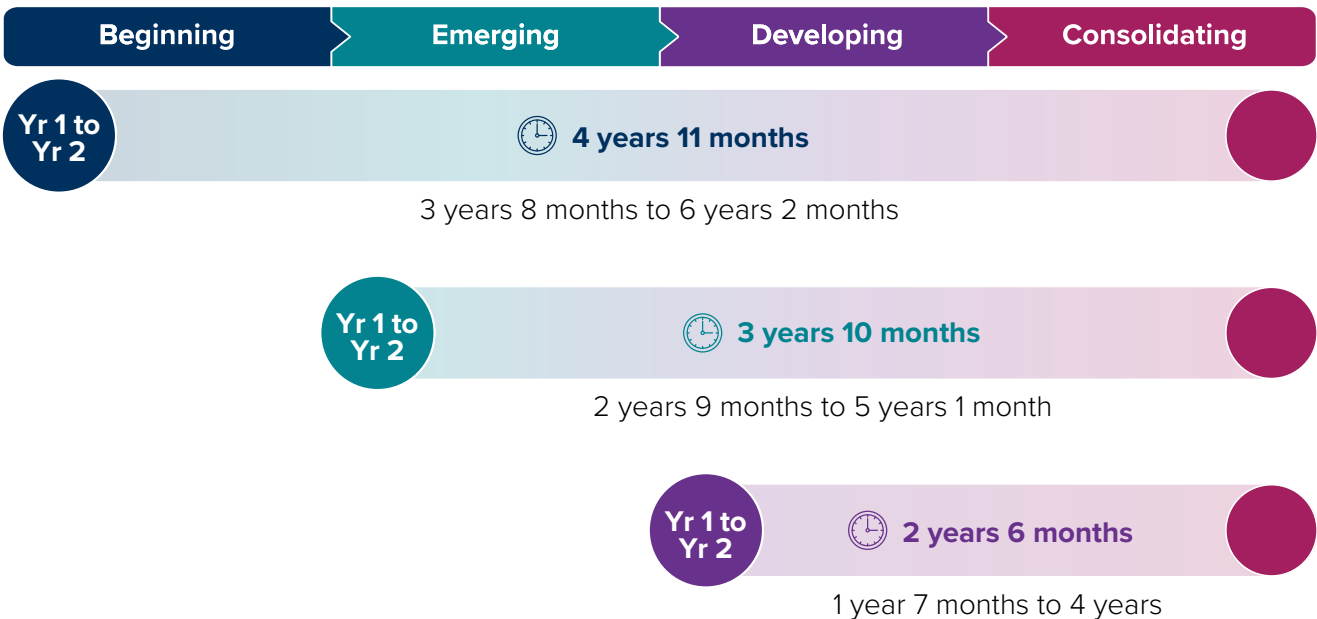 Beginning
Emerging
Developing
Consolidating
Yr 1 to
Yr 2
4 years 11 months
3 years 8 months to 6 years 2 months
Yr 1 to
Yr 2
3 years 10 months
2 years 9 months to 5 years 1 month
Yr 1 to
Yr 2
2 years 6 months
1 year 7 months to 4 years